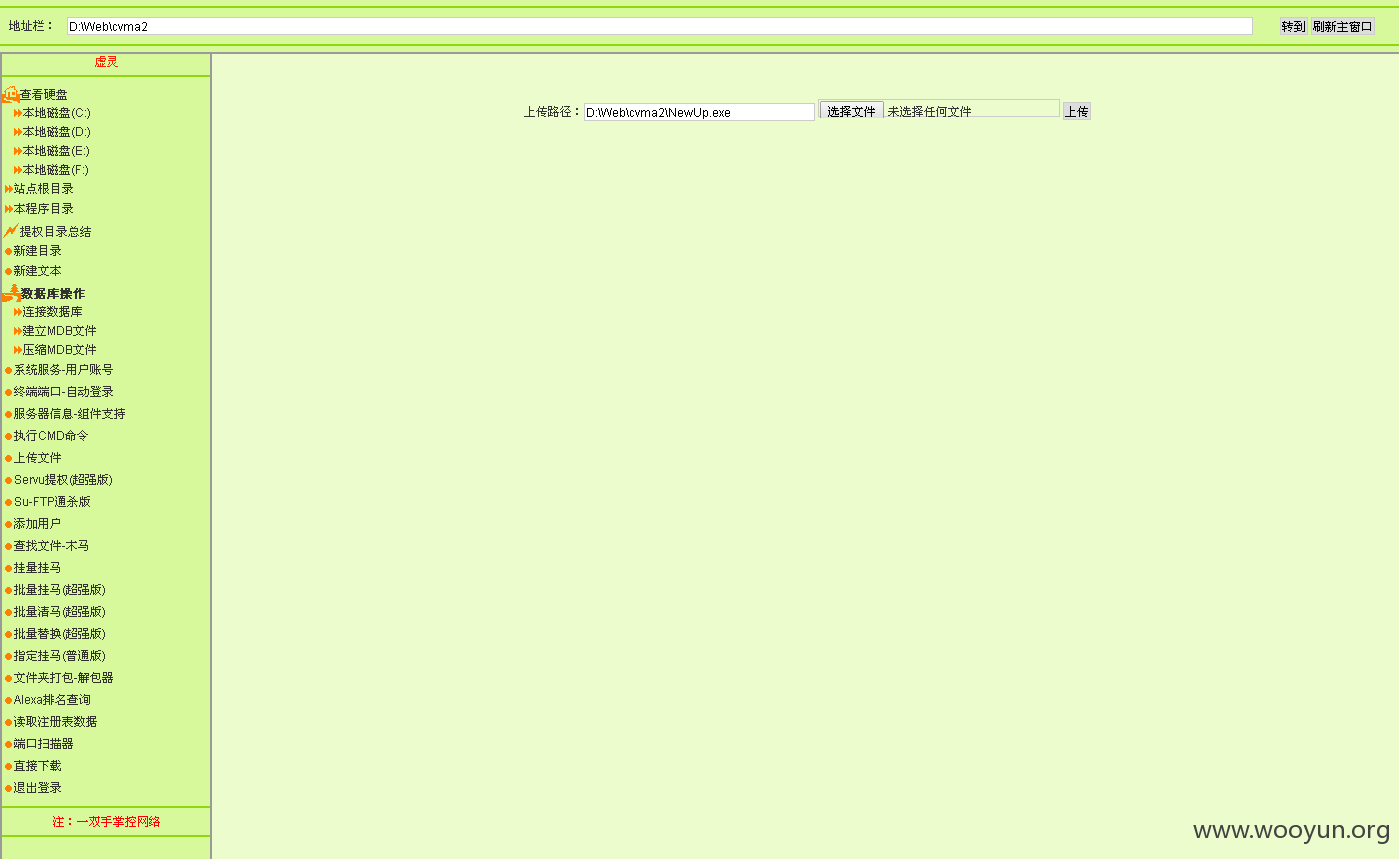 地址栏： D:\Web\cvma2 转到 刷新主窗口
虚灵
查看硬盘
本地磁盘(C:)
本地磁盘(D:)
本地磁盘(E:)
本地磁盘(F:)
站点根目录
本程序目录
提权目录总结
新建目录
新建文本
数据库操作
连接数据库
建立MDB文件
压缩MDB文件
系统服务-用户账号
终端端口-自动登录
服务器信息-组件支持
执行CMD命令
上传文件
Servu提权(超强版)
Su-FTP通杀版
添加用户
查找文件-木马
挂量挂马
批量挂马(超强版)
批量清马(超强版)
批量替换(超强版)
指定挂马(普通版)
文件夹打包-解包器
Alexa排名查询
读取注册表数据
端口扫描器
直接下载
退出登录
注：一双手掌控网络
上传路径： D:\Web\cvma2\NewUp.exe 选择文件 未选择任何文件 上传
www.wooyun.org